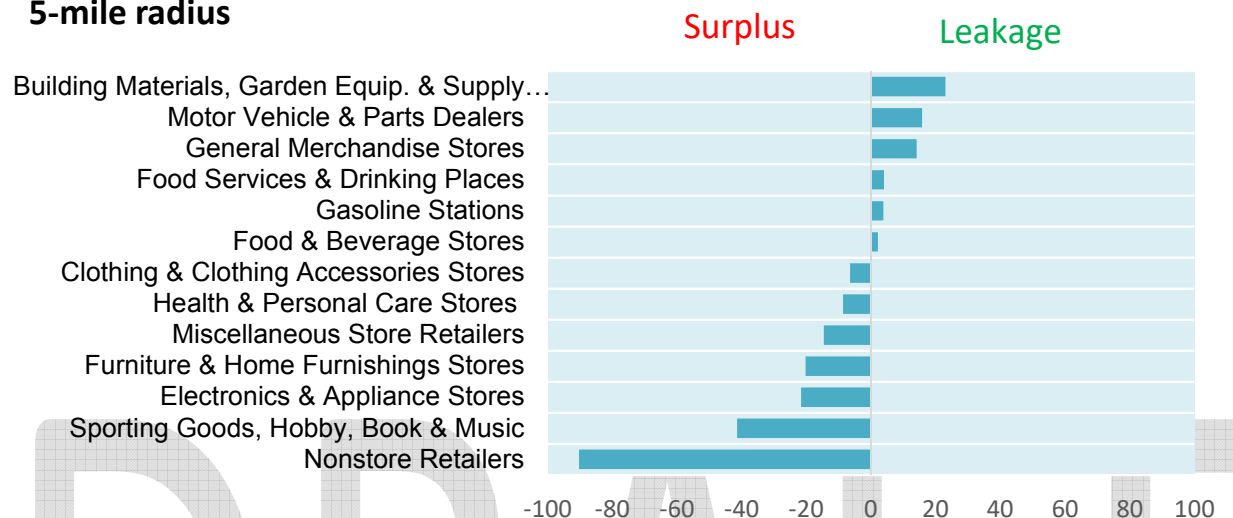 5-mile radius
Surplus
Leakage
Building Materials, Garden Equip. & Supply…
Motor Vehicle & Parts Dealers
General Merchandise Stores
Food Services & Drinking Places
Gasoline Stations
Food & Beverage Stores
Clothing & Clothing Accessories Stores
Health & Personal Care Stores
Miscellaneous Store Retailers
Furniture & Home Furnishings Stores
Electronics & Appliance Stores
Sporting Goods, Hobby, Book & Music
Nonstore Retailers
-100 -80 -60 -40 -20 0 20 40 60 80 100